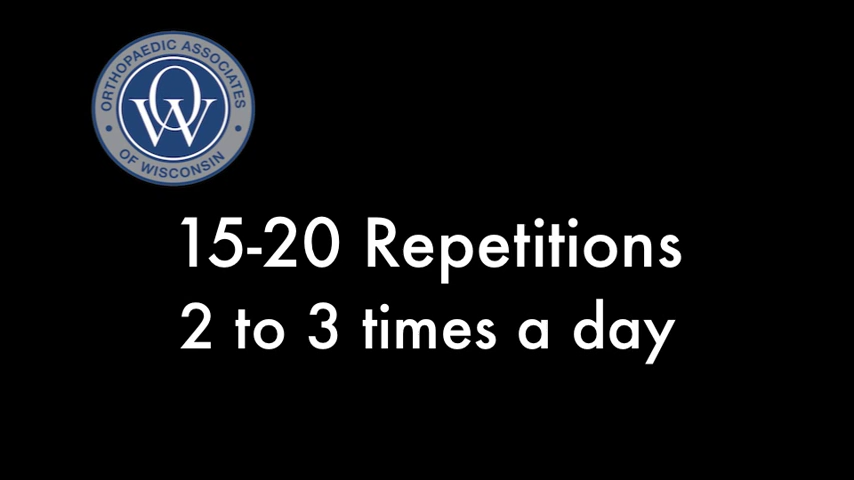 ORTHOPAEDIC ASSOCIATES
OW
OF WISCONSIN
15-20 Repetitions
2 to 3 times a day